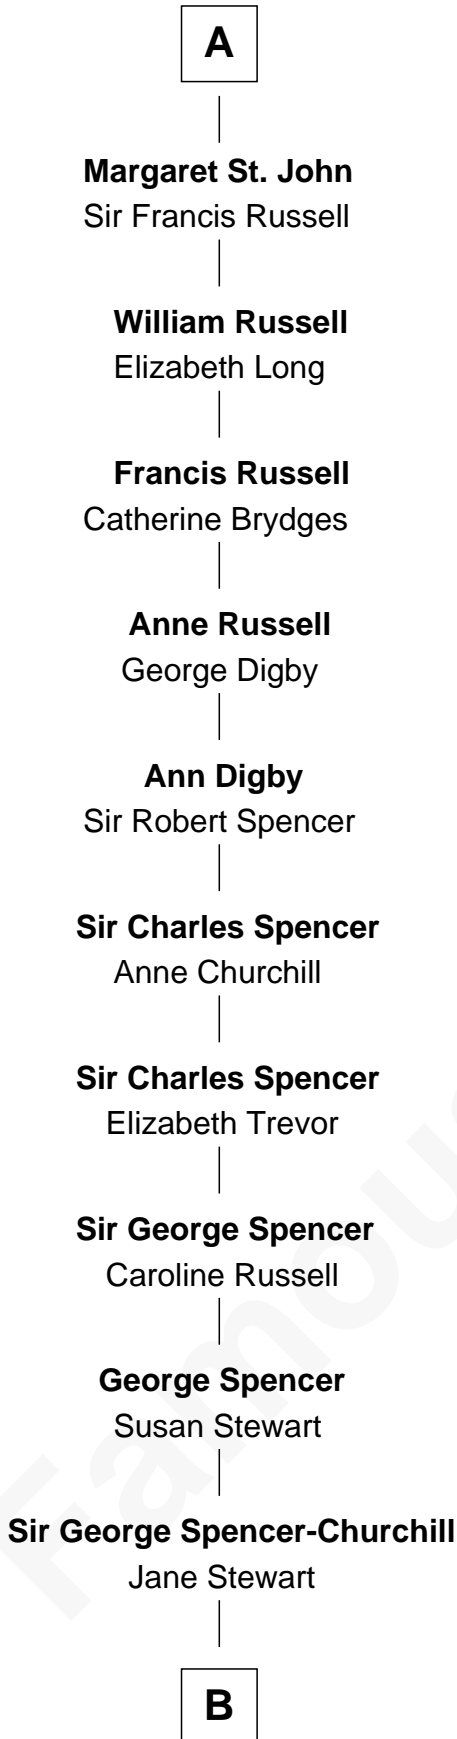 A
Margaret St. John
Sir Francis Russell
William Russell
Elizabeth Long
Francis Russell
Catherine Brydges
Anne Russell
George Digby
Ann Digby
Sir Robert Spencer
Sir Charles Spencer
Anne Churchill
Sir Charles Spencer
Elizabeth Trevor
Sir George Spencer
Caroline Russell
George Spencer
Susan Stewart
Sir George Spencer-Churchill
Jane Stewart
B